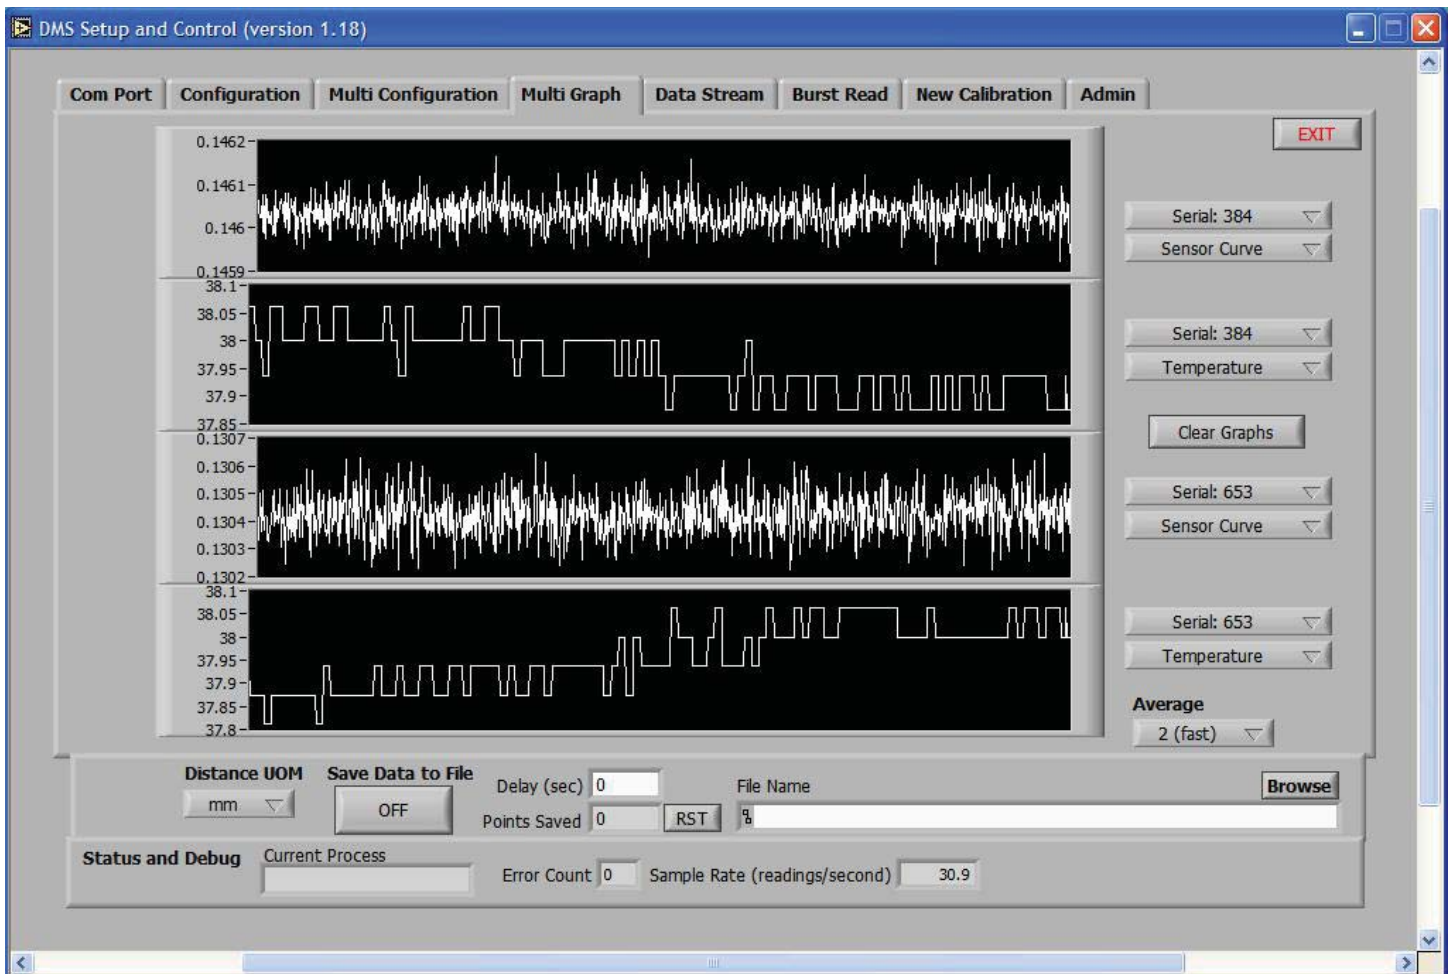 DMS Setup and Control (version 1.18)
Com Port Configuration Multi Configuration Multi Graph Data Stream Burst Read New Calibration Admin
EXIT
0.1462
0.1461
0.146
0.1459
Serial: 384
Sensor Curve
38.1
38.05
38
37.95
37.9
37.85
Serial: 384
Temperature
Clear Graphs
0.1307
0.1306
0.1305
0.1304
0.1303
0.1302
Serial: 653
Sensor Curve
38.1
38.05
38
37.95
37.9
37.85
37.8
Serial: 653
Temperature
Average
2 (fast)
Distance UOM
mm
Save Data to File
OFF
Delay (sec) 0
Points Saved 0 RST
File Name
Browse
Status and Debug
Current Process
Error Count 0
Sample Rate (readings/second) 30.9